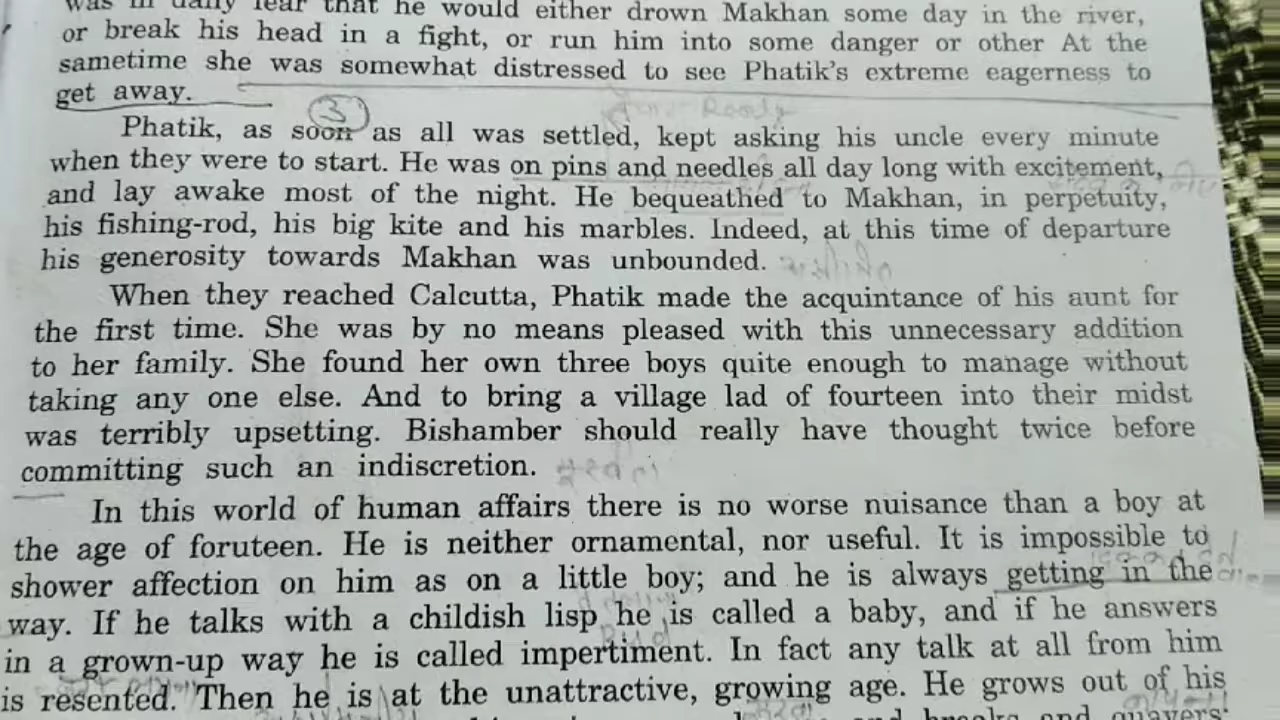 was in daily fear that he would either drown Makhan some day in the river,
or break his head in a fight, or run him into some danger or other At the
sametime she was somewhat distressed to see Phatik's extreme eagerness to
get away.
3
Phatik, as soon as all was settled, kept asking his uncle every minute
when they were to start. He was on pins and needles all day long with excitement,
and lay awake most of the night. He bequeathed to Makhan, in perpetuity,
his fishing-rod, his big kite and his marbles. Indeed, at this time of departure
his generosity towards Makhan was unbounded.
When they reached Calcutta, Phatik made the acquintance of his aunt for
the first time. She was by no means pleased with this unnecessary addition
to her family. She found her own three boys quite enough to manage without
taking any one else. And to bring a village lad of fourteen into their midst
was terribly upsetting. Bishamber should really have thought twice before
committing such an indiscretion.
In this world of human affairs there is no worse nuisance than a boy at
the age of foruteen. He is neither ornamental, nor useful. It is impossible to
shower affection on him as on a little boy; and he is always getting in the
way. If he talks with a childish lisp he is called a baby, and if he answers
in a grown-up way he is called impertiment. In fact any talk at all from him
is resented. Then he is at the unattractive, growing age. He grows out of his
and breaks and quavers;